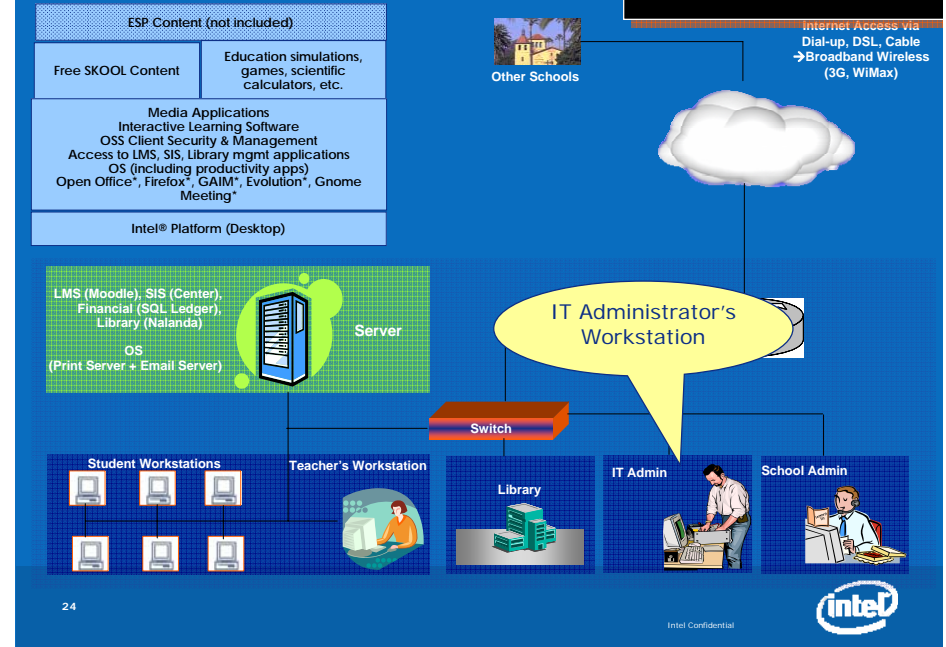 ESP Content (not included)
Free SKOOL Content
Education simulations,
games, scientific
calculators, etc.
Media Applications
Interactive Learning Software
OSS Client Security & Management
Access to LMS, SIS, Library mgmt applications
OS (including productivity apps)
Open Office*, Firefox*, GAIM*, Evolution*, Gnome
Meeting*
Intel® Platform (Desktop)
Other Schools
Internet Access via
Dial-up, DSL, Cable
→Broadband Wireless
(3G, WiMax)
LMS (Moodle), SIS (Center),
Financial (SQL Ledger),
Library (Nalanda)
OS
(Print Server + Email Server)
Server
IT Administrator's
Workstation
Switch
Student Workstations
Teacher's Workstation
Library
IT Admin
School Admin
24
Intel Confidential
intel